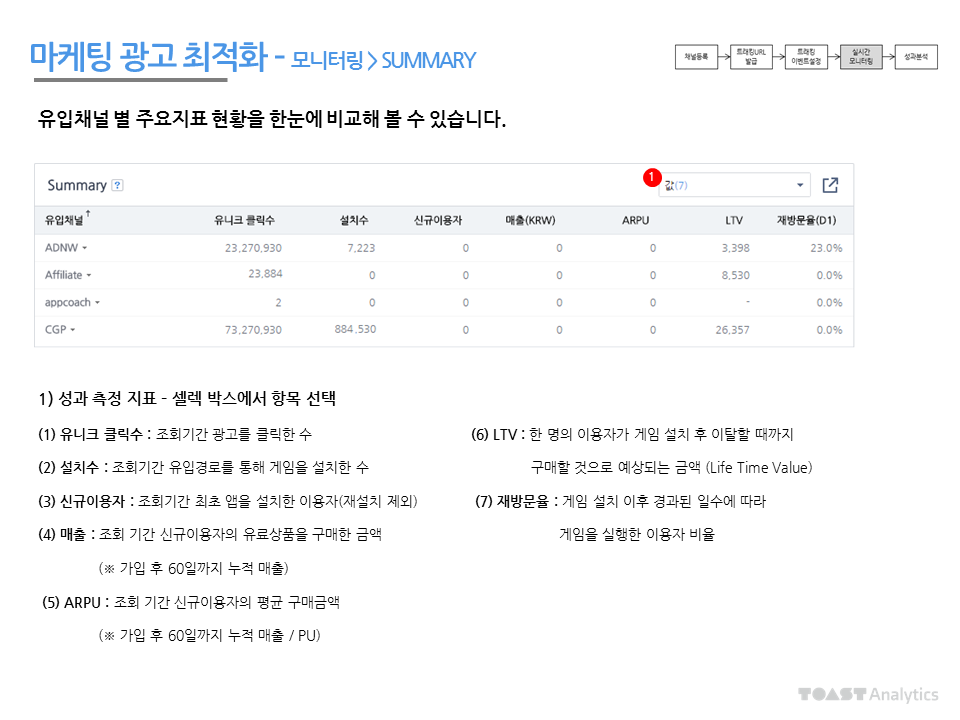 마케팅 광고 최적화 - 모니터링 > SUMMARY
채널등록 트래킹URL 발급 트래킹 이벤트설정 실시간 모니터링 성과분석
유입채널 별 주요지표 현황을 한눈에 비교해 볼 수 있습니다.
Summary ? 1 값(7)
유입채널↑ 유니크 클릭수 설치수 신규이용자 매출(KRW) ARPU LTV 재방문율(D1)
ADNW 23,270,930 7,223 0 0 0 3,398 23.0%
Affiliate 23,884 0 0 0 0 8,530 0.0%
appcoach 2 0 0 0 0 - 0.0%
CGP 73,270,930 884,530 0 0 0 26,357 0.0%
1) 성과 측정 지표 – 셀렉 박스에서 항목 선택
(1) 유니크 클릭수 : 조회기간 광고를 클릭한 수
(2) 설치수 : 조회기간 유입경로를 통해 게임을 설치한 수
(3) 신규이용자 : 조회기간 최초 앱을 설치한 이용자(재설치 제외)
(4) 매출 : 조회 기간 신규이용자의 유료상품을 구매한 금액
(※ 가입 후 60일까지 누적 매출)
(5) ARPU : 조회 기간 신규이용자의 평균 구매금액
(※ 가입 후 60일까지 누적 매출 / PU)
(6) LTV : 한 명의 이용자가 게임 설치 후 이탈할 때까지
구매할 것으로 예상되는 금액 (Life Time Value)
(7) 재방문율 : 게임 설치 이후 경과된 일수에 따라
게임을 실행한 이용자 비율
TOAST Analytics